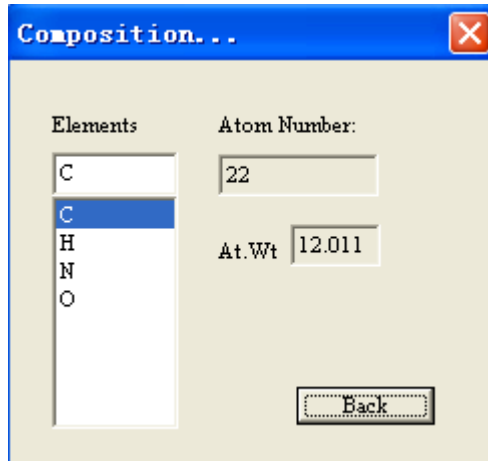 Composition...
Elements
Atom Number:
C
22
C
H
N
O
At.Wt
12.011
Back